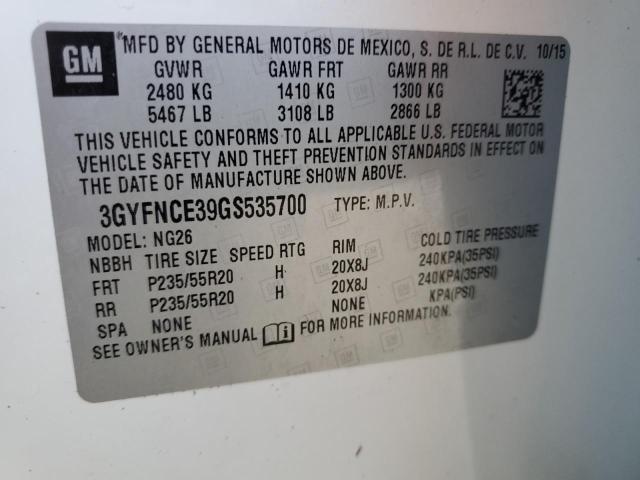 GM
*MFD BY GENERAL MOTORS DE MEXICO, S. DE R.L. DE C.V. 10/15
GVWR GAWR FRT GAWR RR
2480 KG 1410 KG 1300 KG
5467 LB 3108 LB 2866 LB
THIS VEHICLE CONFORMS TO ALL APPLICABLE U.S. FEDERAL MOTOR
VEHICLE SAFETY AND THEFT PREVENTION STANDARDS IN EFFECT ON
THE DATE OF MANUFACTURE SHOWN ABOVE.
3GYFNCE39GS535700 TYPE: M.P.V.
MODEL: NG26
NBBH TIRE SIZE SPEED RTG RIM COLD TIRE PRESSURE
FRT P235/55R20 H 20X8J 240KPA(35PSI)
RR P235/55R20 H 20X8J 240KPA(35PSI)
SPA NONE NONE KPA(PSI)
SEE OWNER'S MANUAL FOR MORE INFORMATION.